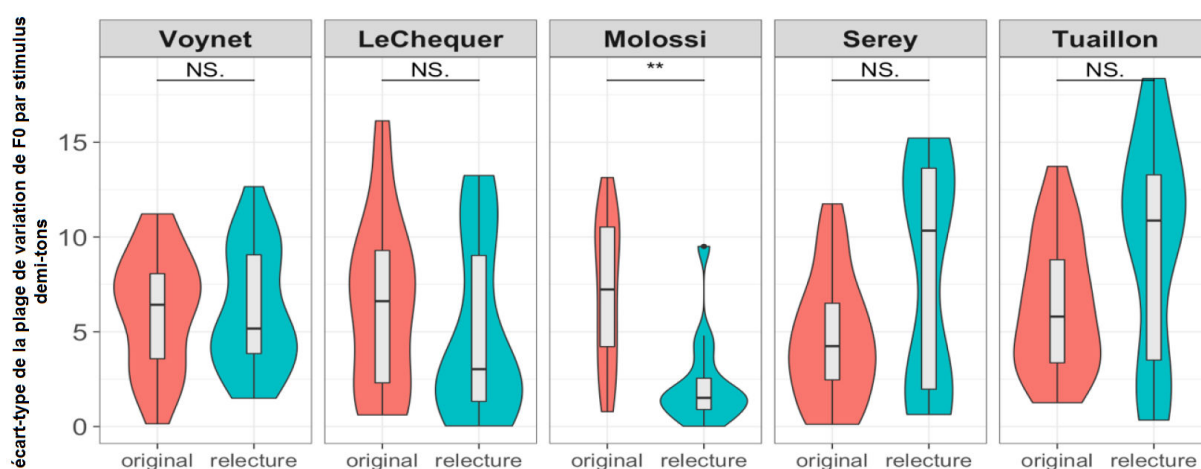 écart-type de la plage de variation de F0 par stimulus
demi-tons
Voynet LeChequer Molossi Serey Tuaillon
NS. NS. ** NS. NS.
15
10
5
0
original relecture original relecture original relecture original relecture original relecture